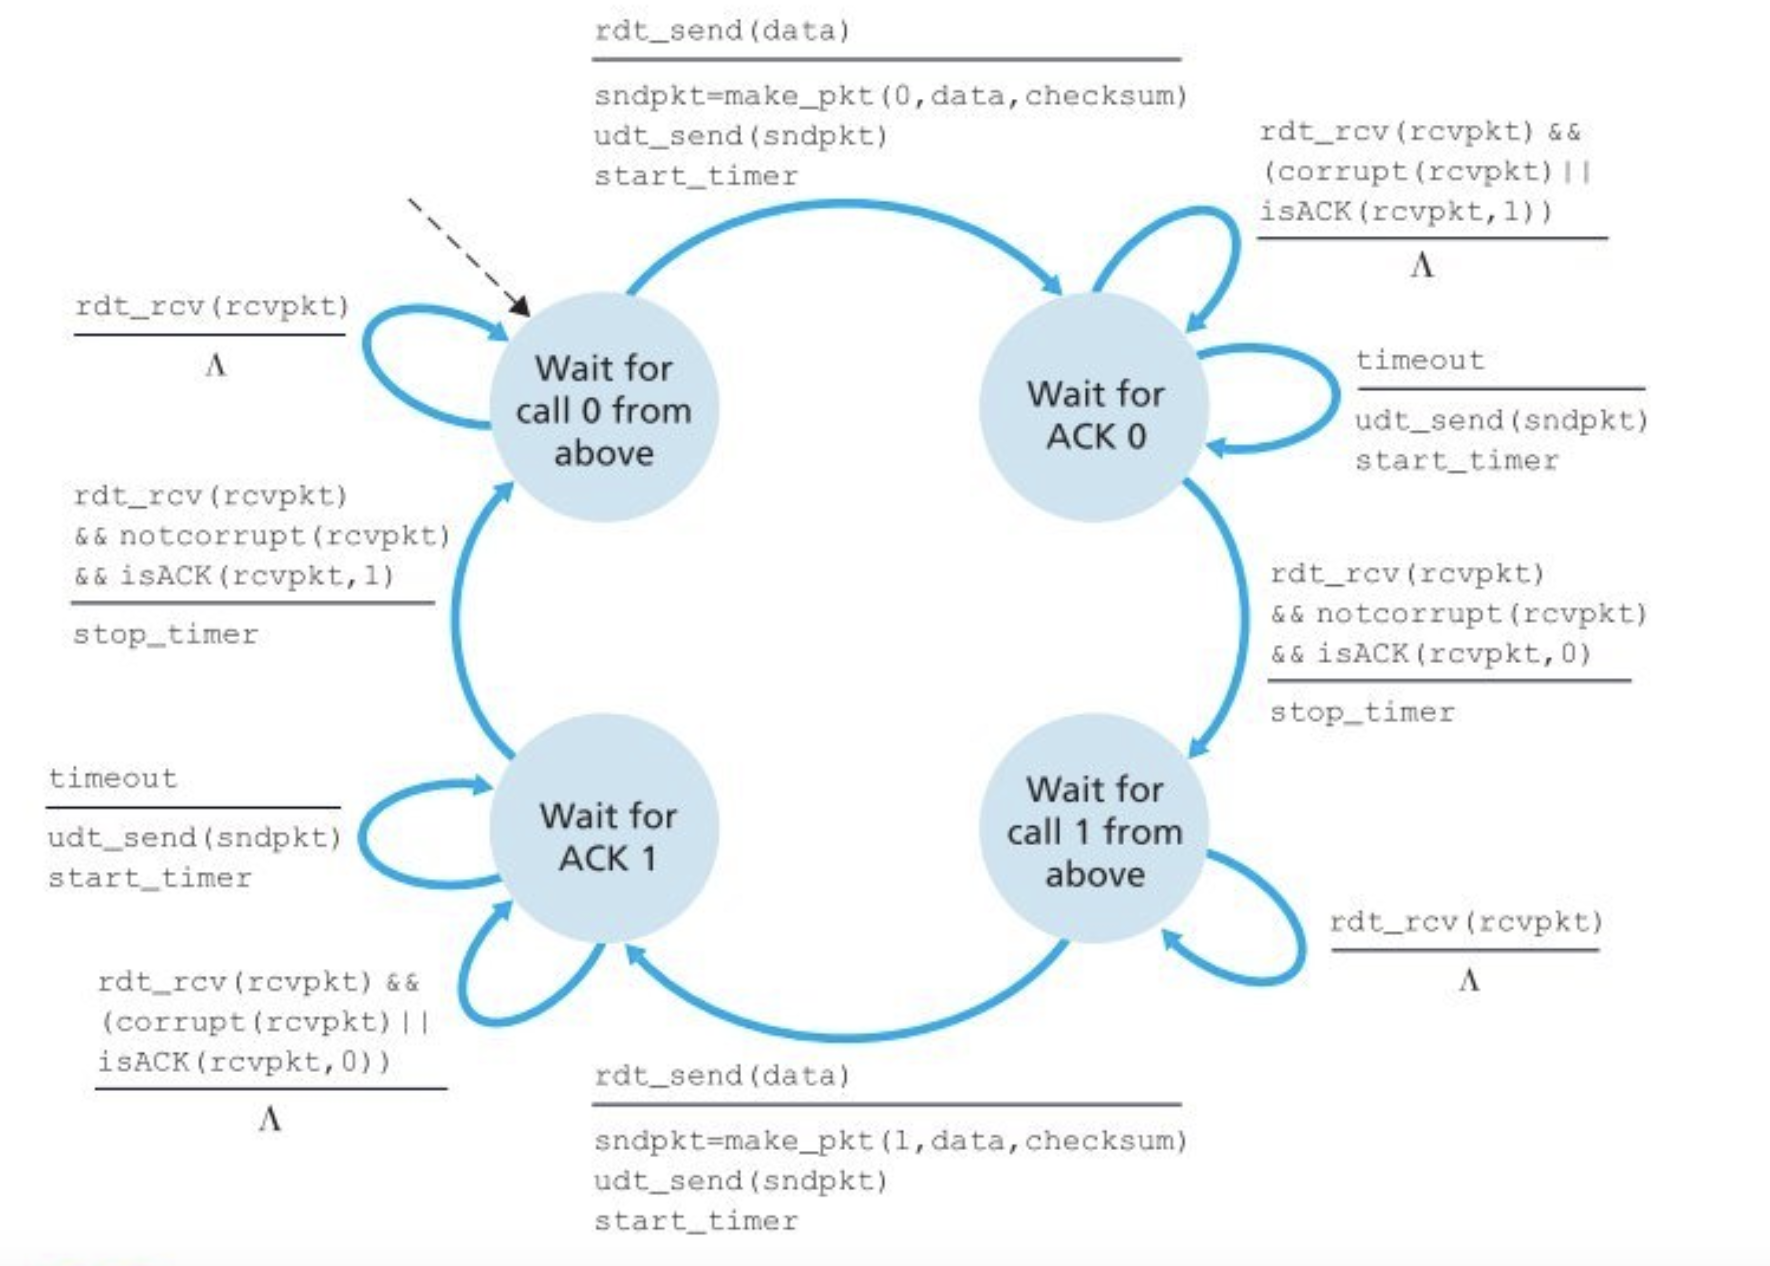 rdt_send(data)
sndpkt=make_pkt(0,data,checksum)
udt_send(sndpkt)
start_timer
rdt_rcv(rcvpkt) &&
(corrupt(rcvpkt)||
isACK(rcvpkt,1))
Λ
rdt_rcv(rcvpkt)
Λ
Wait for
call 0 from
above
Wait for
ACK 0
timeout
udt_send(sndpkt)
start_timer
rdt_rcv(rcvpkt)
&& notcorrupt(rcvpkt)
&& isACK(rcvpkt,1)
stop_timer
rdt_rcv(rcvpkt)
&& notcorrupt(rcvpkt)
&& isACK(rcvpkt,0)
stop_timer
timeout
udt_send(sndpkt)
start_timer
Wait for
ACK 1
Wait for
call 1 from
above
rdt_rcv(rcvpkt)
Λ
rdt_rcv(rcvpkt) &&
(corrupt(rcvpkt)||
isACK(rcvpkt,0))
Λ
rdt_send(data)
sndpkt=make_pkt(1,data,checksum)
udt_send(sndpkt)
start_timer